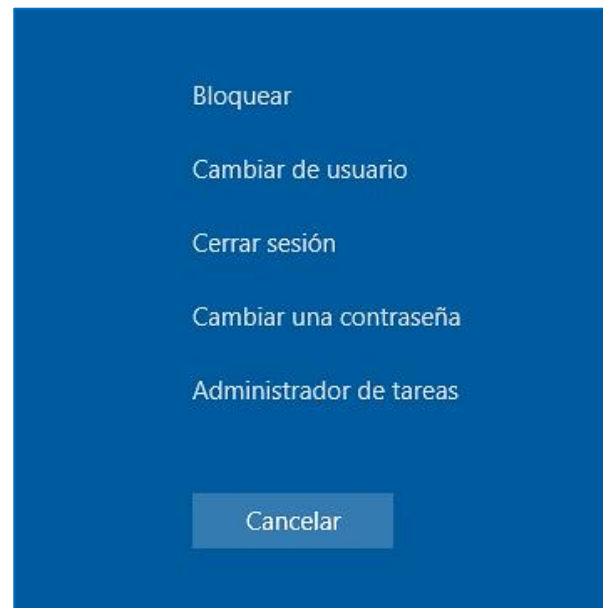 Bloquear
Cambiar de usuario
Cerrar sesión
Cambiar una contraseña
Administrador de tareas
Cancelar